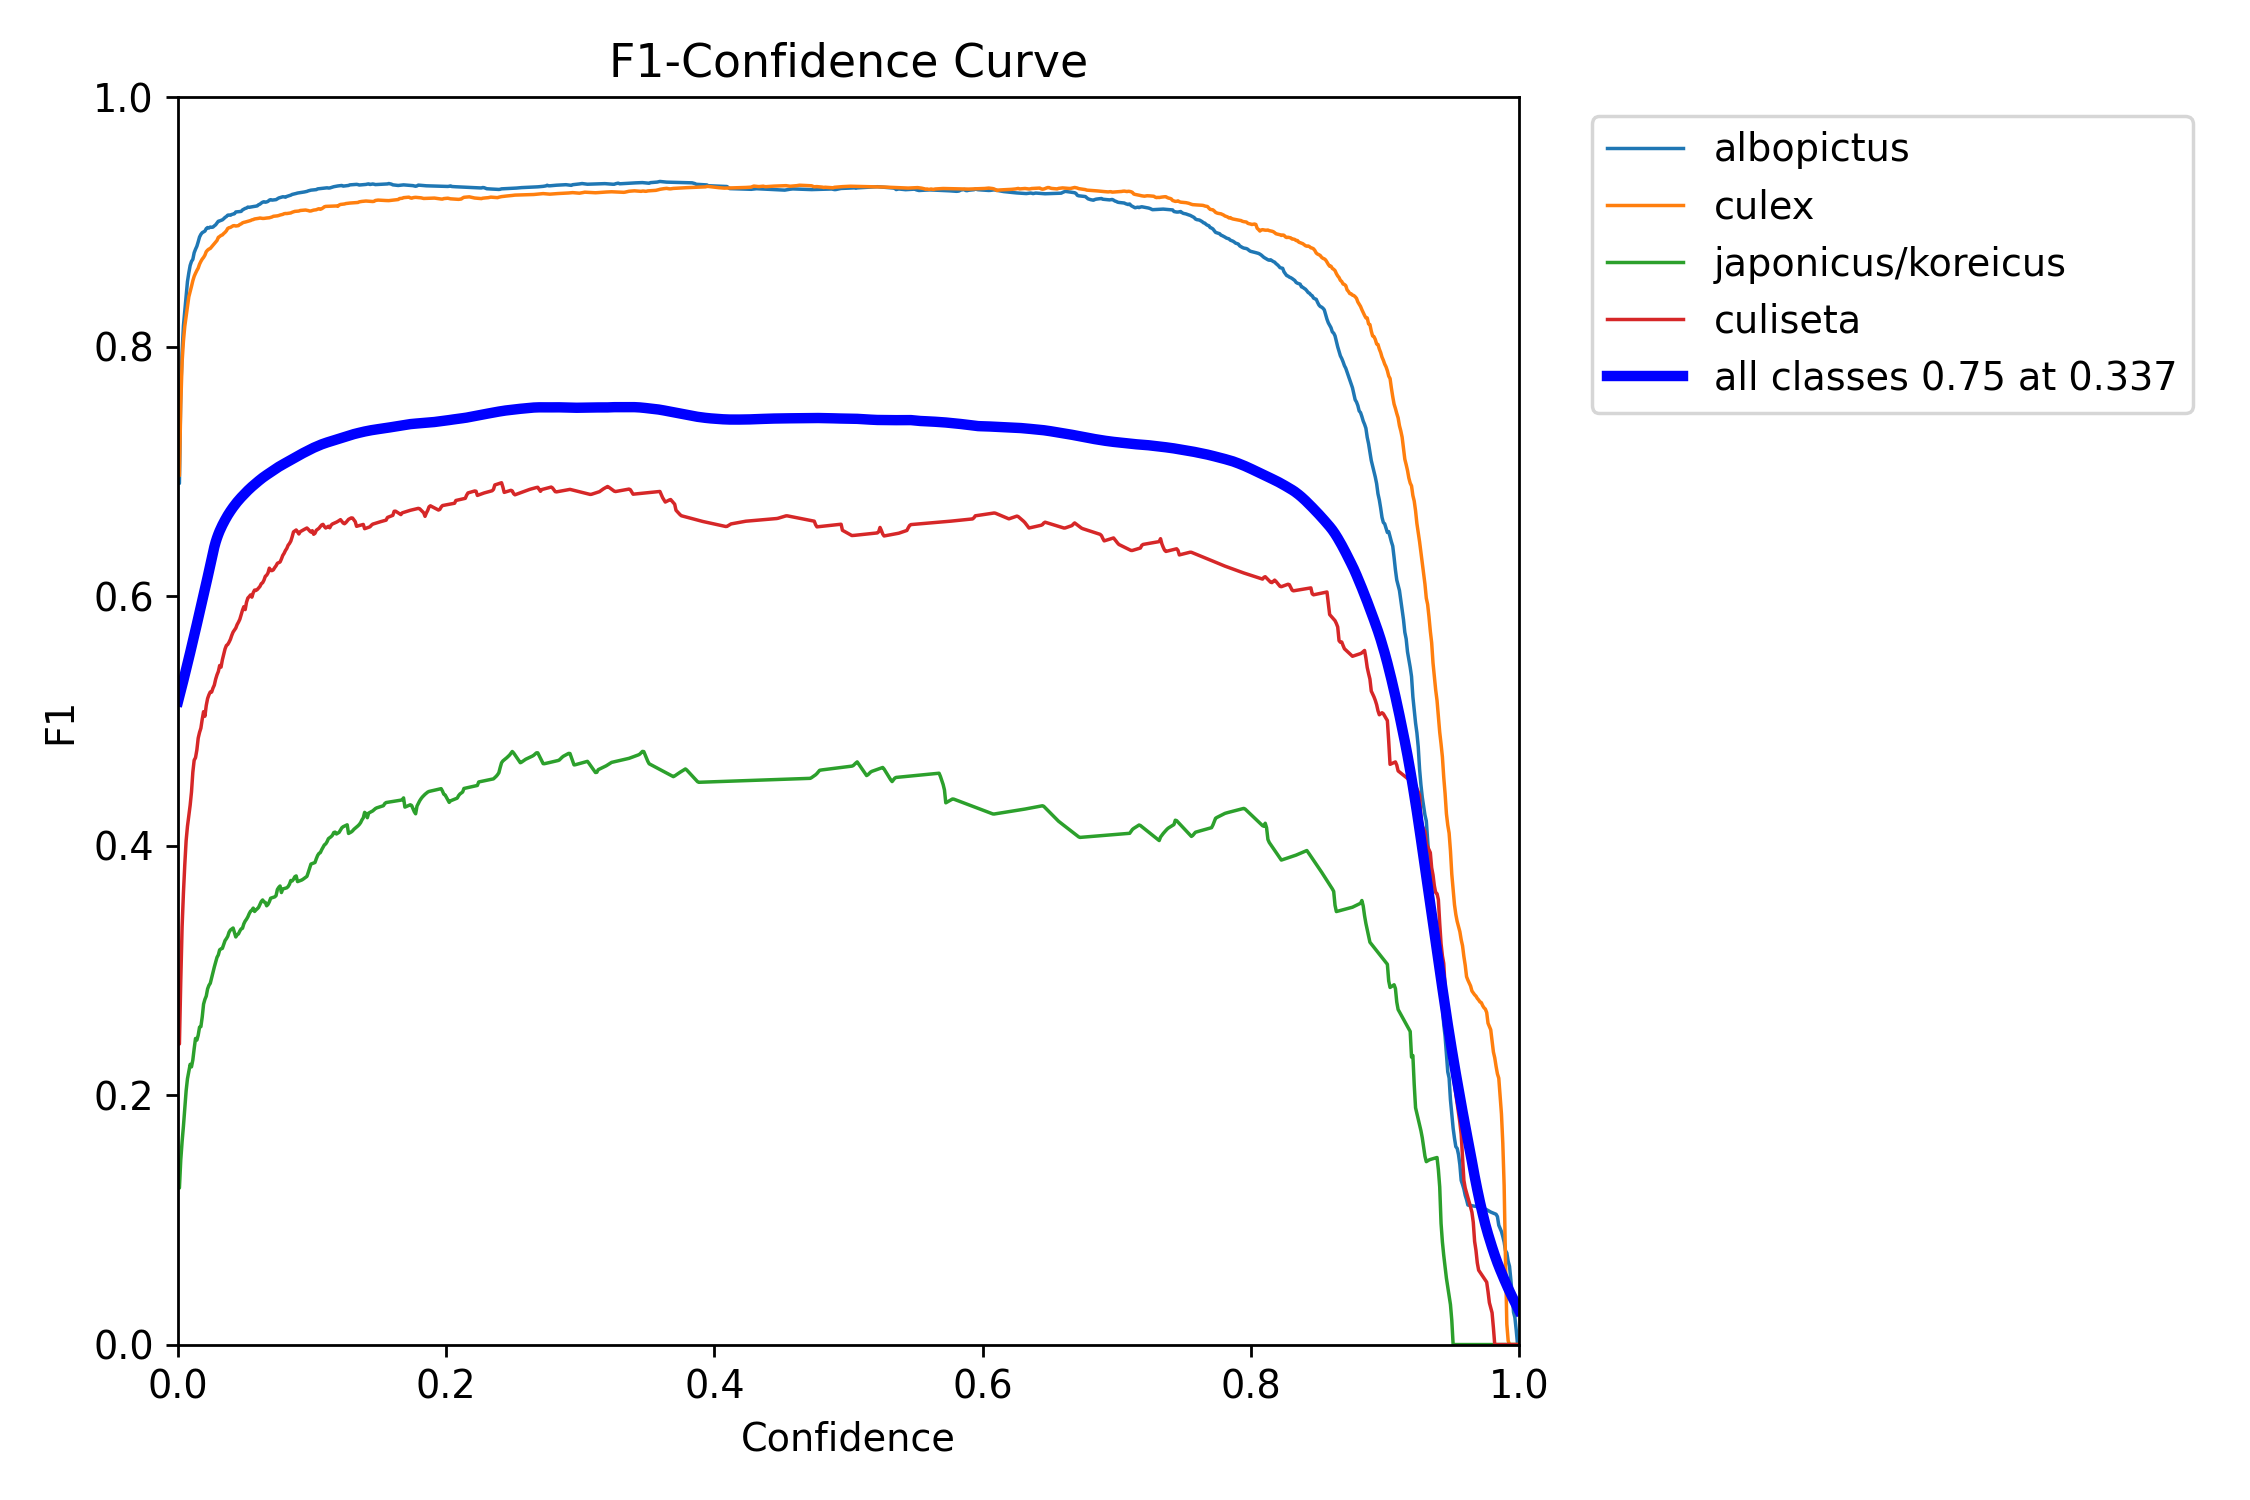 F1-Confidence Curve
1.0
0.8
0.6
0.4
0.2
0.0
F1
0.0 0.2 0.4 0.6 0.8 1.0
Confidence
albopictus
culex
japonicus/koreicus
culiseta
all classes 0.75 at 0.337